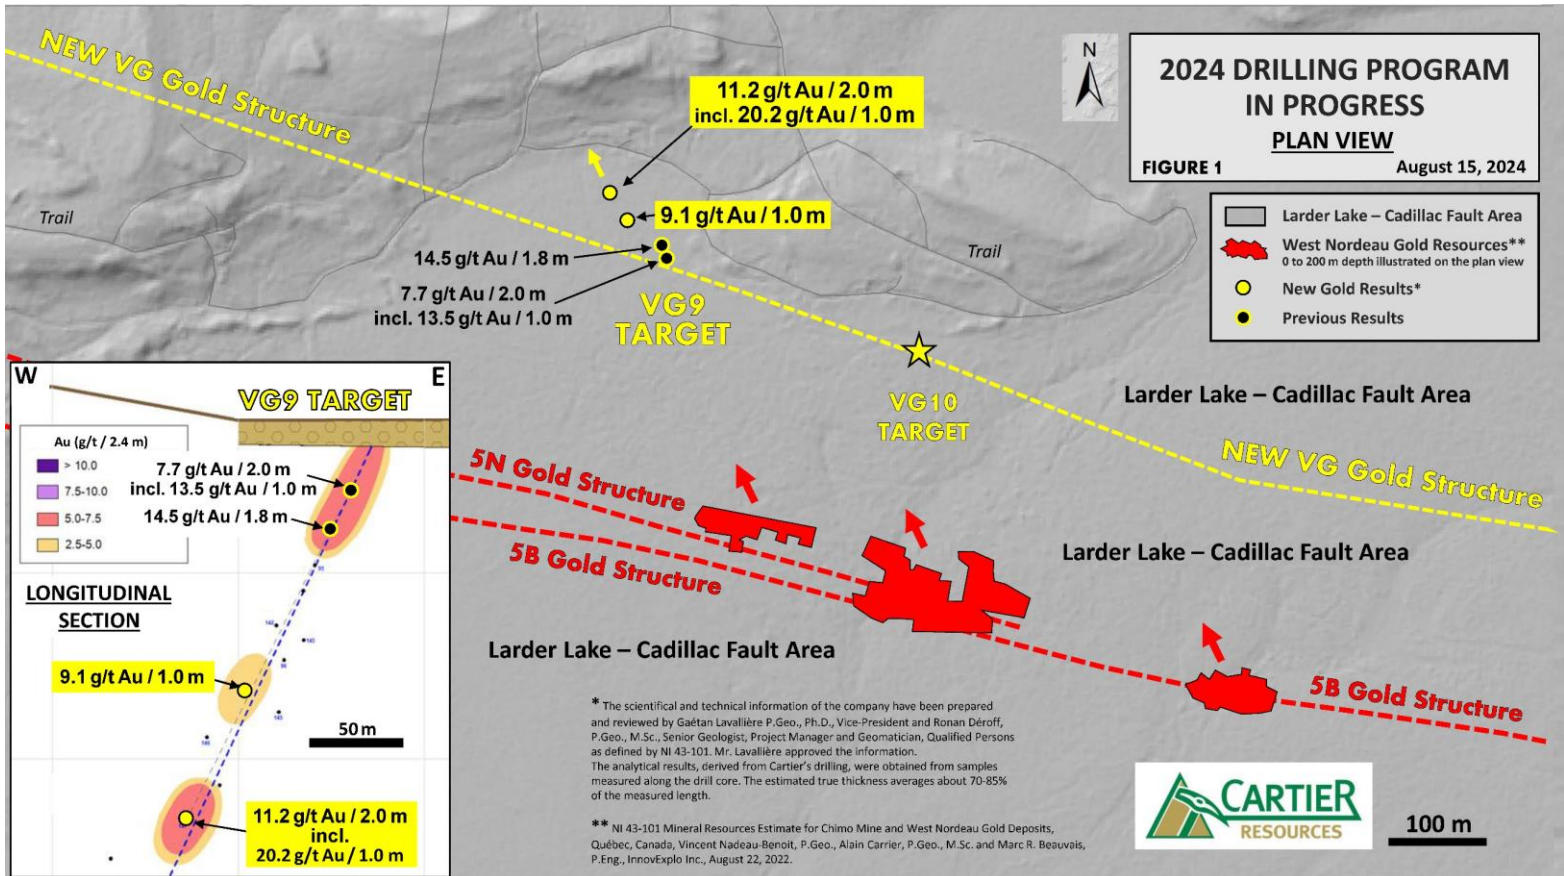 NEW VG Gold Structure
11.2 g/t Au / 2.0 m
incl. 20.2 g/t Au / 1.0 m
9.1 g/t Au / 1.0 m
14.5 g/t Au / 1.8 m
7.7 g/t Au / 2.0 m
incl. 13.5 g/t Au / 1.0 m
Trail
Trail
VG9
TARGET
VG10
TARGET
N
2024 DRILLING PROGRAM
IN PROGRESS
PLAN VIEW
FIGURE 1
August 15, 2024
Larder Lake – Cadillac Fault Area
West Nordeau Gold Resources**
0 to 200 m depth illustrated on the plan view
New Gold Results*
Previous Results
Larder Lake – Cadillac Fault Area
NEW VG Gold Structure
Larder Lake – Cadillac Fault Area
5N Gold Structure
5B Gold Structure
Larder Lake – Cadillac Fault Area
5B Gold Structure
W
E
VG9 TARGET
Au (g/t / 2.4 m)
> 10.0
7.5-10.0
5.0-7.5
2.5-5.0
7.7 g/t Au / 2.0 m
incl. 13.5 g/t Au / 1.0 m
14.5 g/t Au / 1.8 m
LONGITUDINAL
SECTION
9.1 g/t Au / 1.0 m
50 m
11.2 g/t Au / 2.0 m
incl.
20.2 g/t Au / 1.0 m
* The scientifical and technical information of the company have been prepared
and reviewed by Gaétan Lavallière P.Geo., Ph.D., Vice-President and Ronan Déroff,
P.Geo., M.Sc., Senior Geologist, Project Manager and Geomatician, Qualified Persons
as defined by NI 43-101. Mr. Lavallière approved the information.
The analytical results, derived from Cartier's drilling, were obtained from samples
measured along the drill core. The estimated true thickness averages about 70-85%
of the measured length.
** NI 43-101 Mineral Resources Estimate for Chimo Mine and West Nordeau Gold Deposits,
Québec, Canada, Vincent Nadeau-Benoit, P.Geo., Alain Carrier, P.Geo., M.Sc. and Marc R. Beauvais,
P.Eng., InnovExplo Inc., August 22, 2022.
CARTIER
RESOURCES
100 m